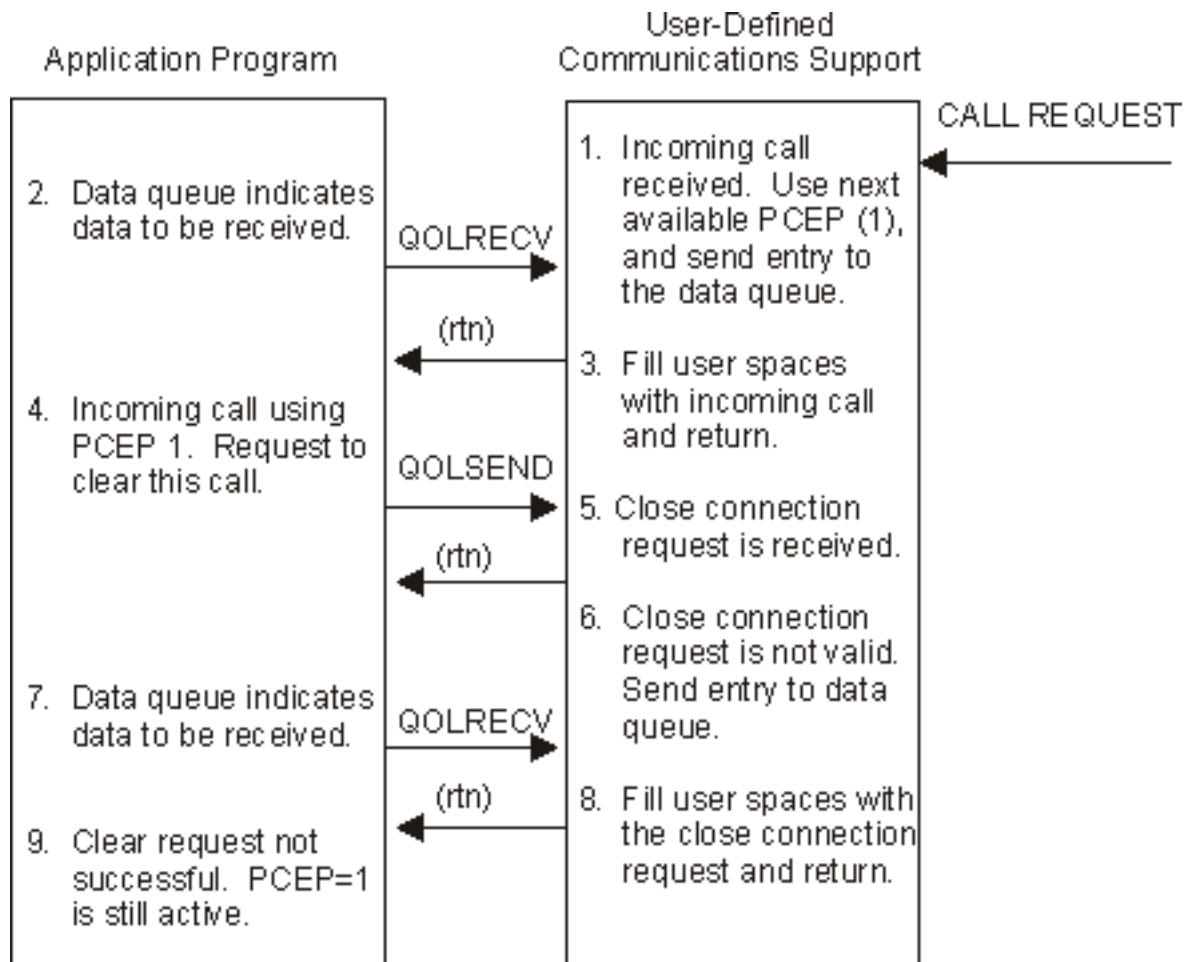 Application Program
User-Defined
Communications Support
CALL REQUEST
1. Incoming call
received. Use next
available PCEP (1),
and send entry to
the data queue.
2. Data queue indicates
data to be received.
QOLRECV
(rtn)
3. Fill user spaces
with incoming call
and return.
4. Incoming call using
PCEP 1. Request to
clear this call.
QOLSEND
5. Close connection
request is received.
(rtn)
6. Close connection
request is not valid.
Send entry to data
queue.
7. Data queue indicates
data to be received.
QOLRECV
(rtn)
8. Fill user spaces with
the close connection
request and return.
9. Clear request not
successful. PCEP=1
is still active.